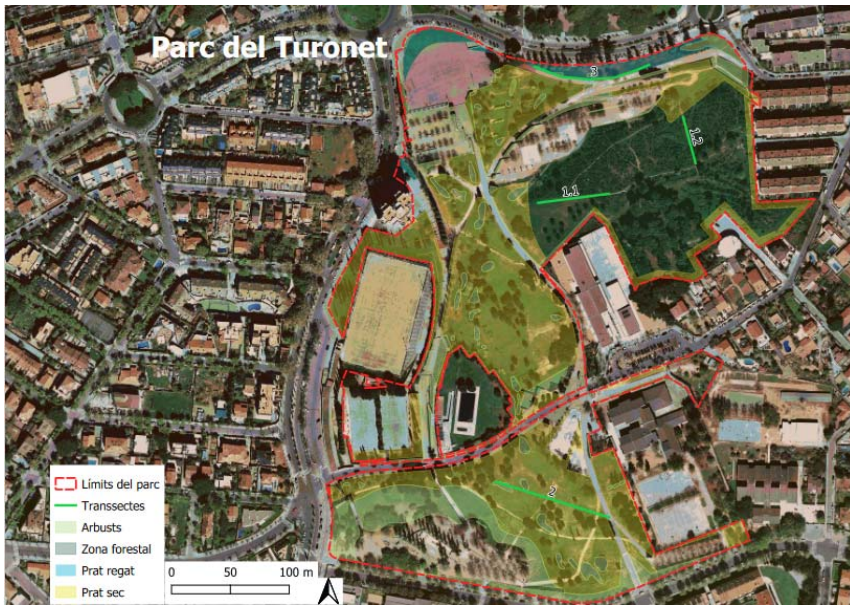 Parc del Turonet
3
1.2
1.1
2
Límits del parc
Transsectes
Arbusts
Zona forestal
Prat regat
Prat sec
0 50 100 m